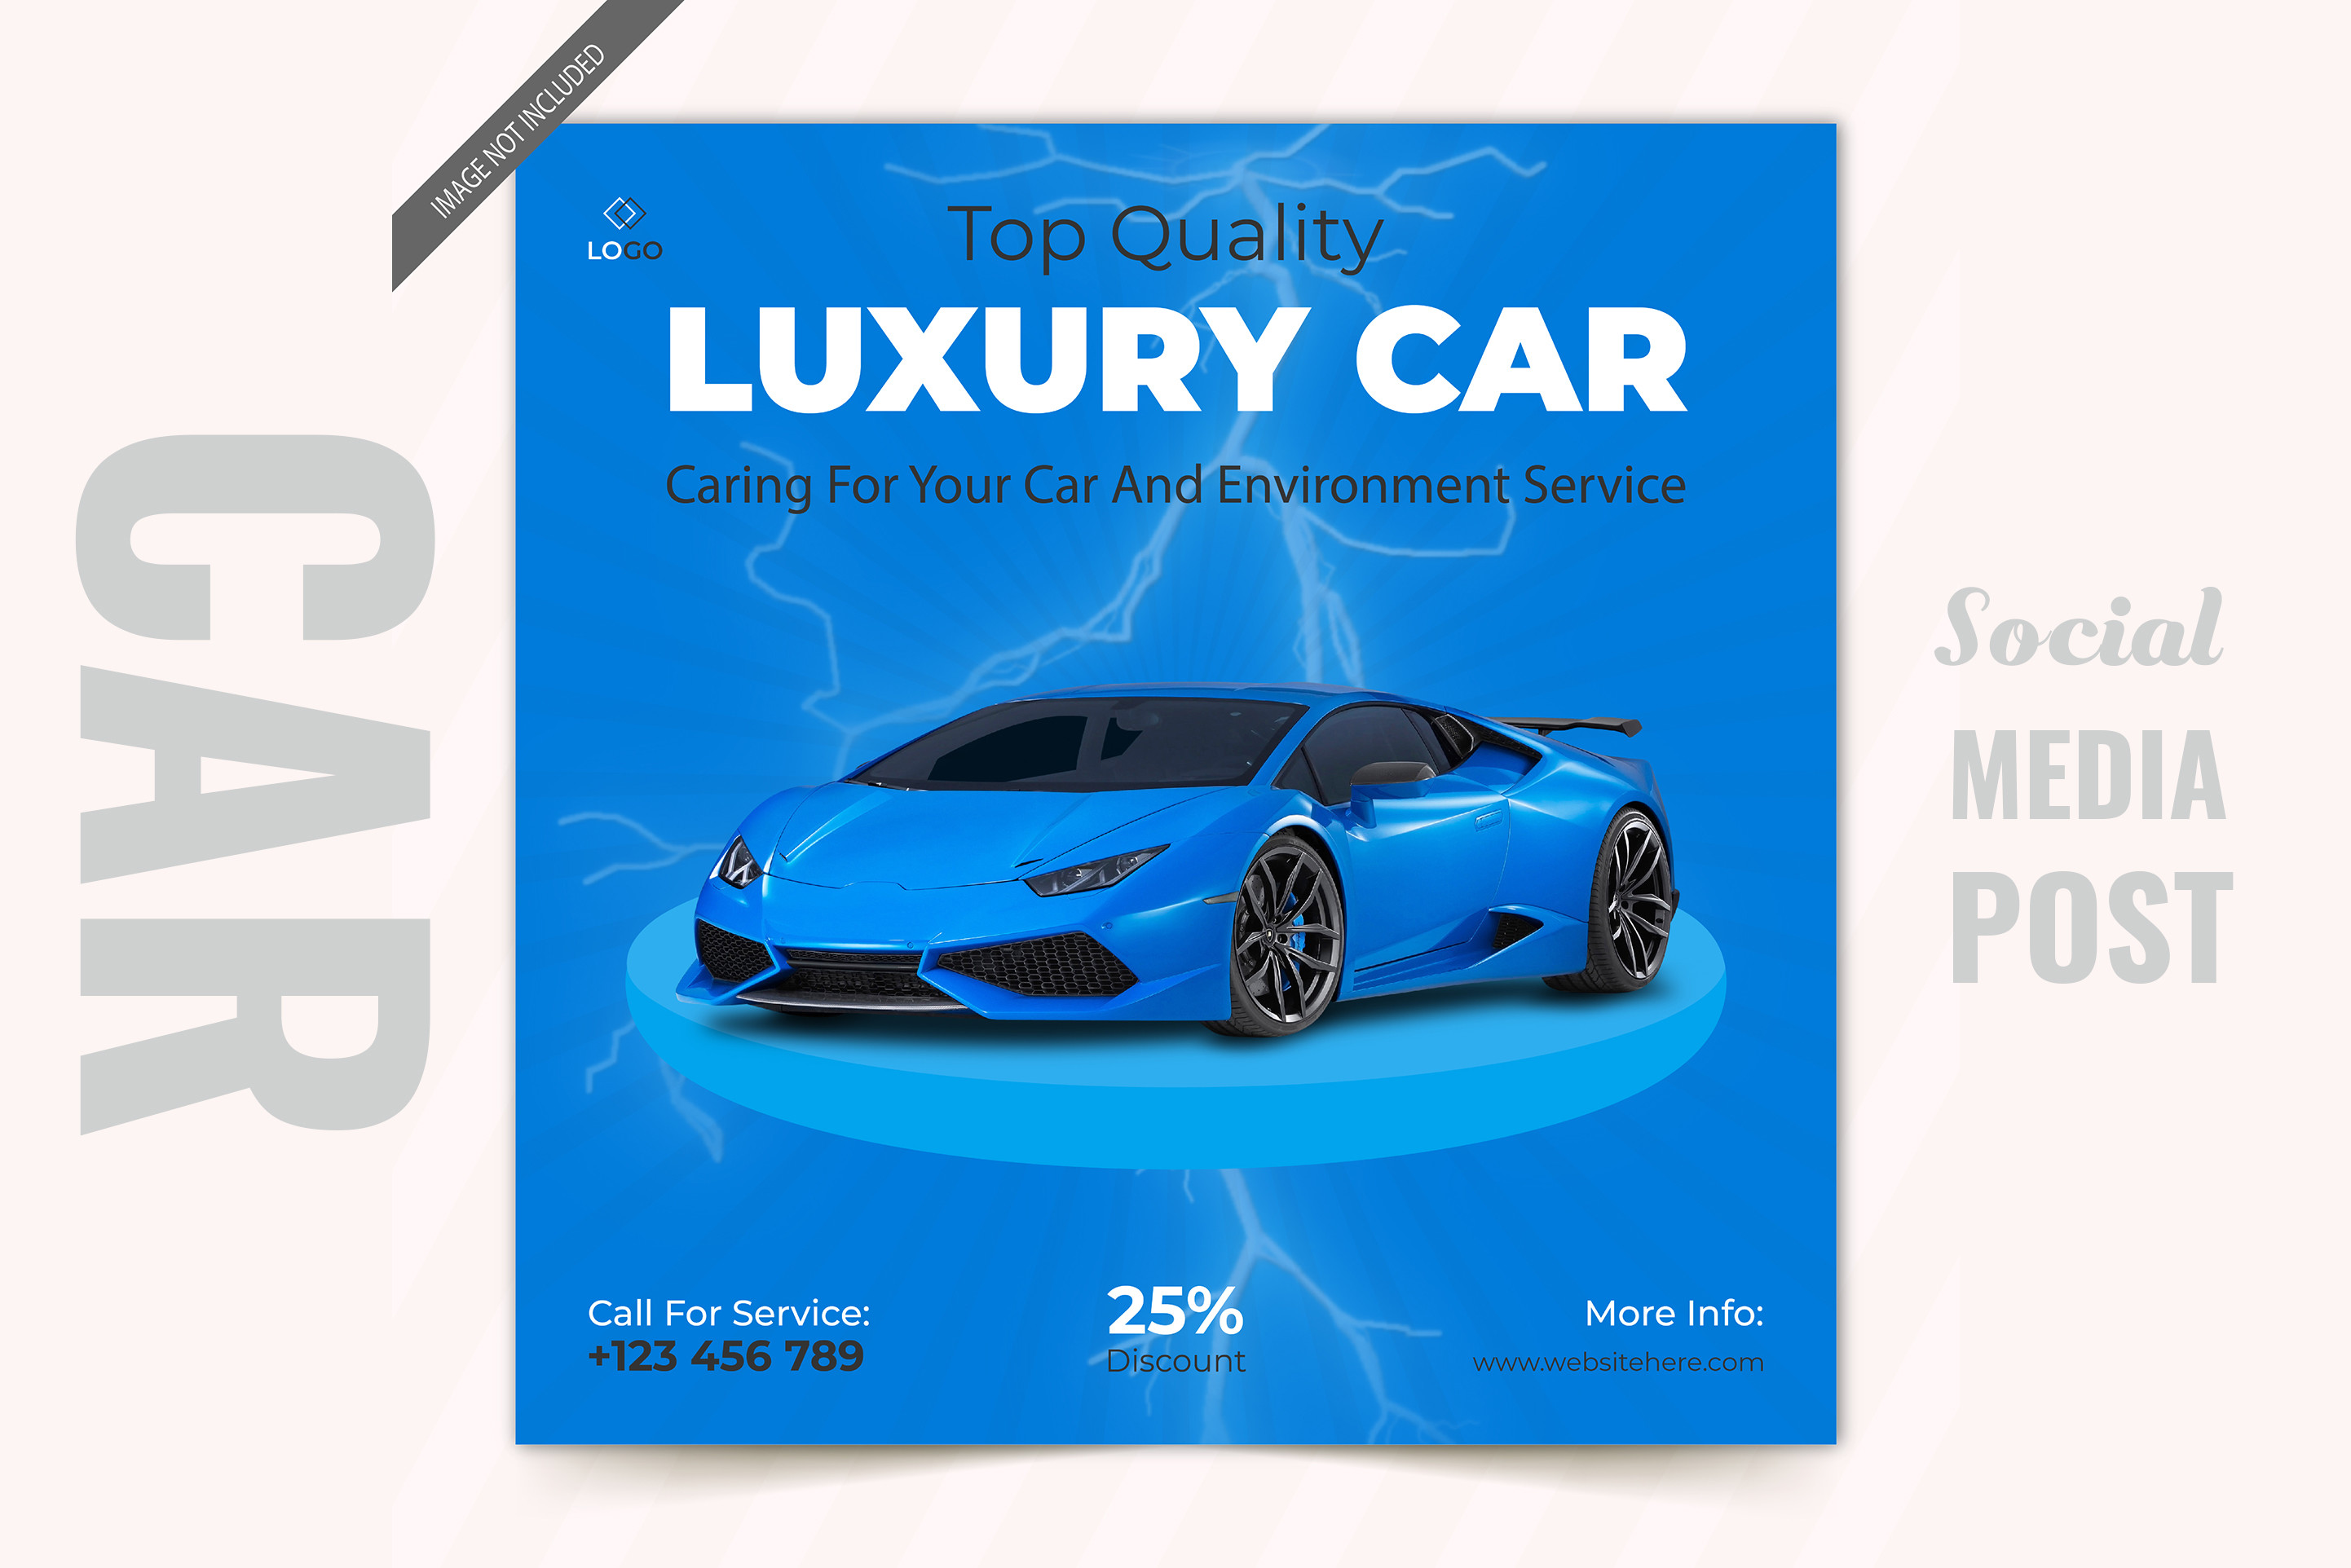 IMAGE NOT INCLUDED
LOGO
Top Quality
LUXURY CAR
Caring For Your Car And Environment Service
CAR
Social
MEDIA
POST
Call For Service:
+123 456 789
25%
Discount
More Info:
www.websitehere.com